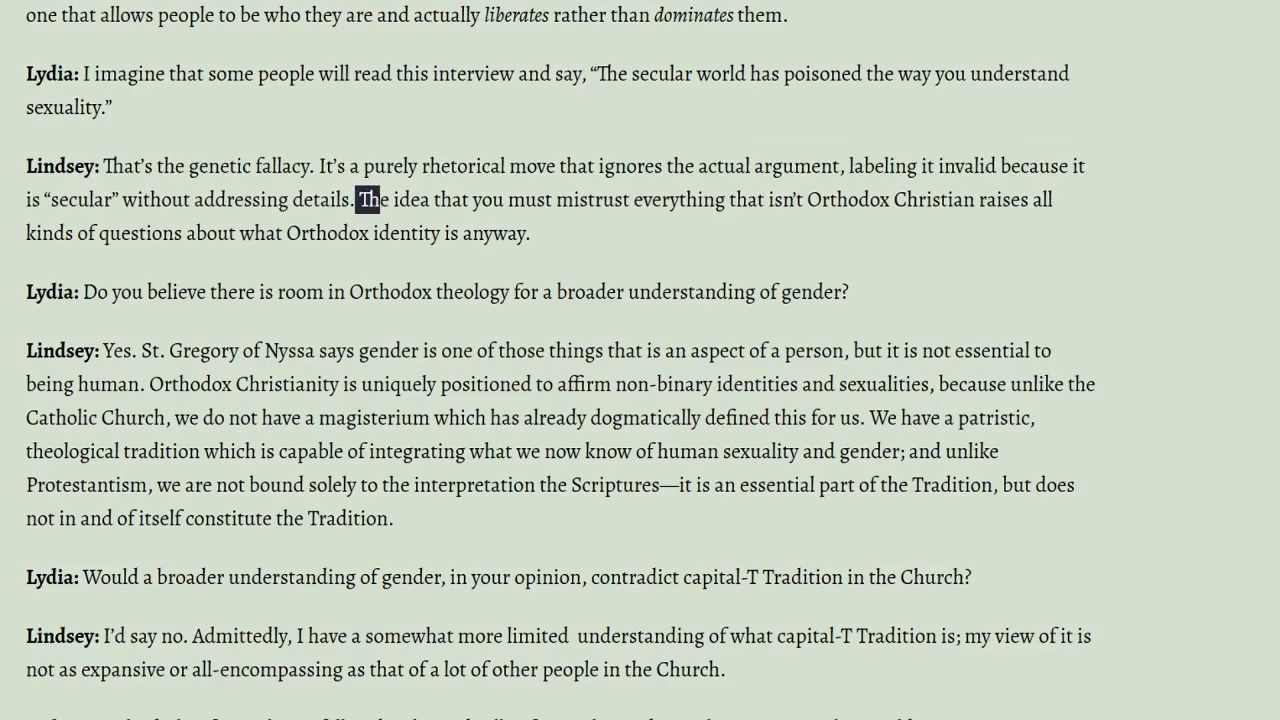 one that allows people to be who they are and actually liberates rather than dominates them.
Lydia: I imagine that some people will read this interview and say, “The secular world has poisoned the way you understand
sexuality.”
Lindsey: That’s the genetic fallacy. It’s a purely rhetorical move that ignores the actual argument, labeling it invalid because it
is “secular” without addressing details. The idea that you must mistrust everything that isn’t Orthodox Christian raises all
kinds of questions about what Orthodox identity is anyway.
Lydia: Do you believe there is room in Orthodox theology for a broader understanding of gender?
Lindsey: Yes. St. Gregory of Nyssa says gender is one of those things that is an aspect of a person, but it is not essential to
being human. Orthodox Christianity is uniquely positioned to affirm non-binary identities and sexualities, because unlike the
Catholic Church, we do not have a magisterium which has already dogmatically defined this for us. We have a patristic,
theological tradition which is capable of integrating what we now know of human sexuality and gender; and unlike
Protestantism, we are not bound solely to the interpretation the Scriptures—it is an essential part of the Tradition, but does
not in and of itself constitute the Tradition.
Lydia: Would a broader understanding of gender, in your opinion, contradict capital-T Tradition in the Church?
Lindsey: I’d say no. Admittedly, I have a somewhat more limited  understanding of what capital-T Tradition is; my view of it is
not as expansive or all-encompassing as that of a lot of other people in the Church.